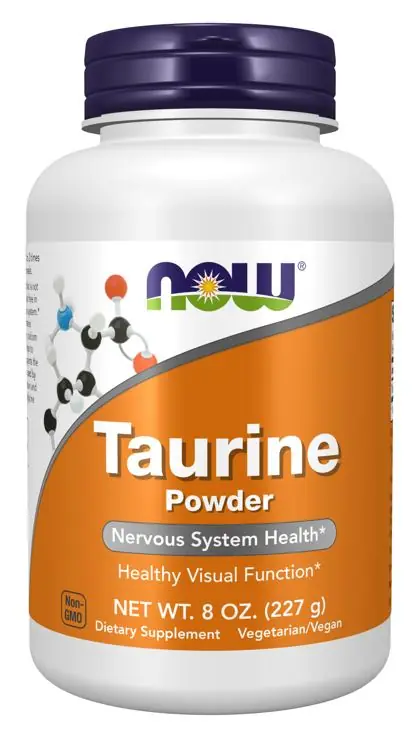 now®
Taurine
Powder
Nervous System Health*
Healthy Visual Function*
Non-
GMO
NET WT. 8 OZ. (227 g)
Dietary Supplement Vegetarian/Vegan